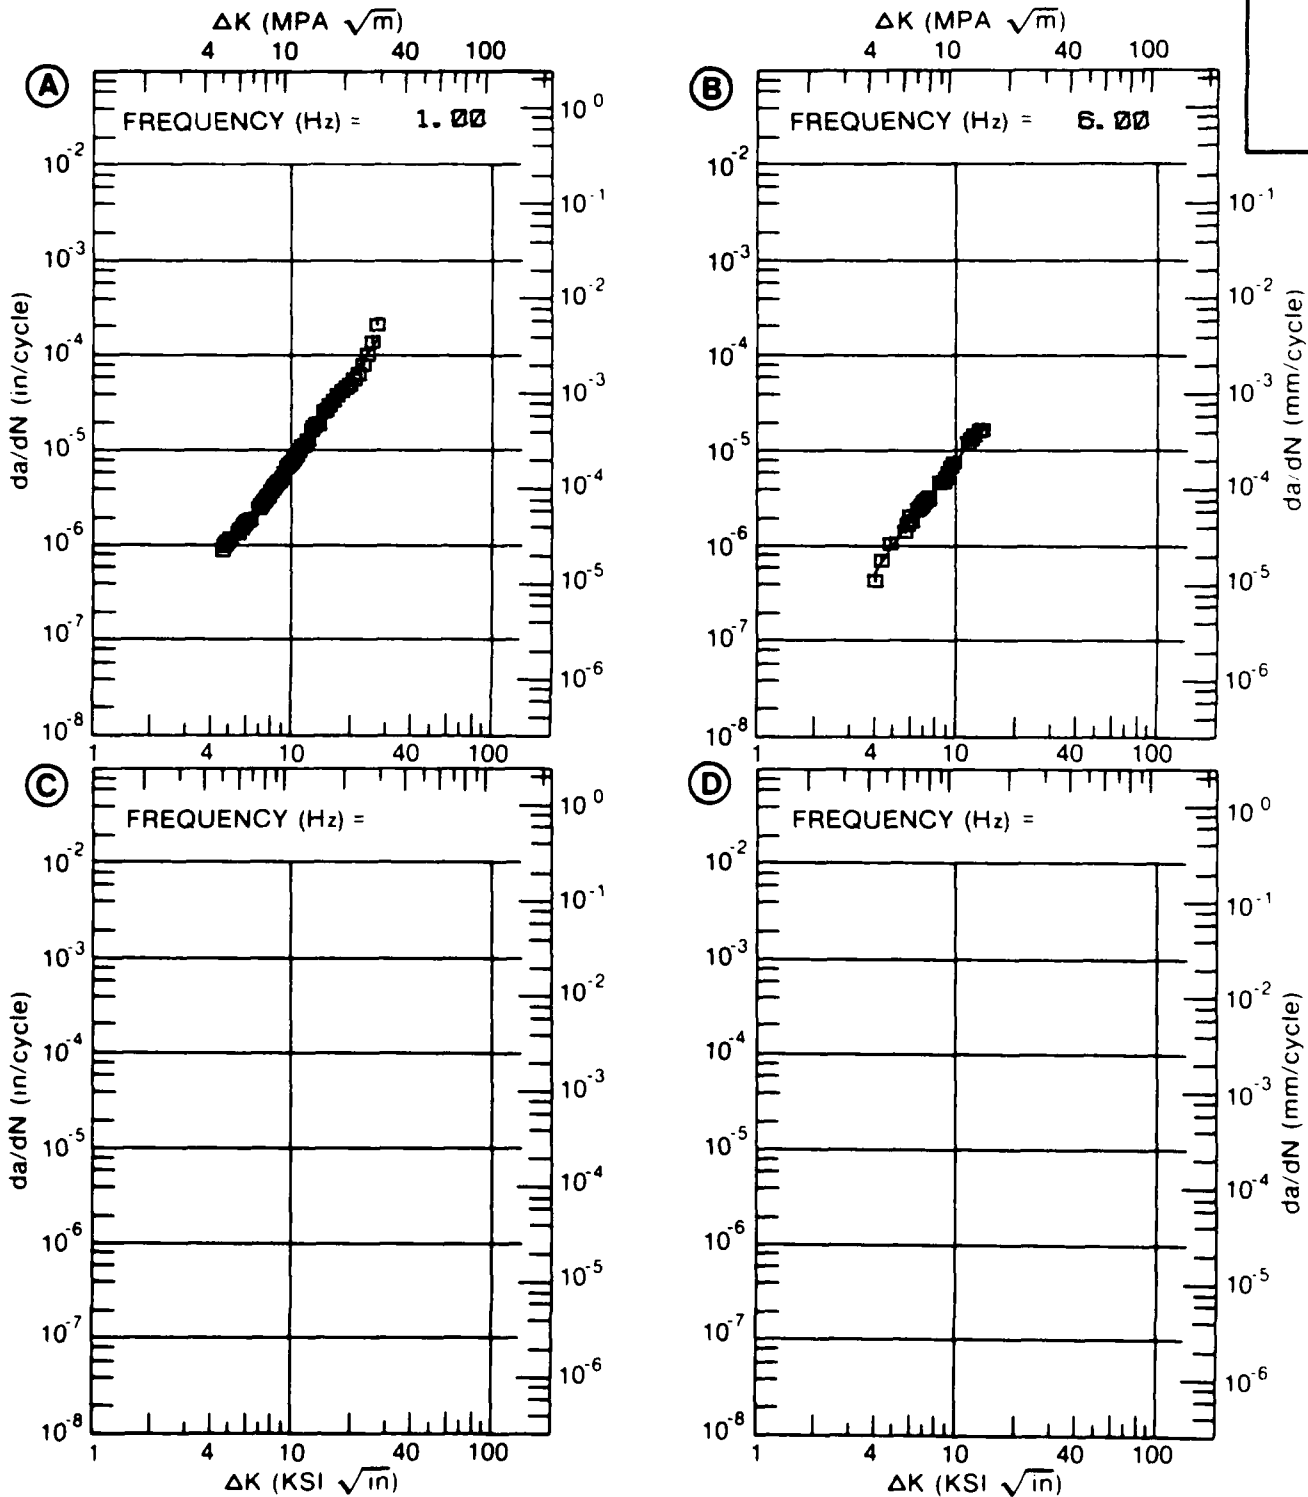 ΔK (MPA √m)
4 10 40 100
A
FREQUENCY (Hz) = 1.00
10^0
10^-2
10^-1
10^-3
10^-2
10^-4
10^-3
10^-5
10^-4
10^-6
10^-5
10^-7
10^-6
10^-8
1 4 10 40 100
da/dN (in/cycle)
ΔK (MPA √m)
4 10 40 100
B
FREQUENCY (Hz) = 6.00
10^-2
10^-1
10^-3
10^-2
10^-4
10^-3
10^-5
10^-4
10^-6
10^-5
10^-7
10^-6
10^-8
1 4 10 40 100
da/dN (mm/cycle)
C
FREQUENCY (Hz) =
10^0
10^-2
10^-1
10^-3
10^-2
10^-4
10^-3
10^-5
10^-4
10^-6
10^-5
10^-7
10^-6
10^-8
1 4 10 40 100
da/dN (in/cycle)
ΔK (KSI √in)
D
FREQUENCY (Hz) =
10^0
10^-2
10^-1
10^-3
10^-2
10^-4
10^-3
10^-5
10^-4
10^-6
10^-5
10^-7
10^-6
10^-8
1 4 10 40 100
da/dN (mm/cycle)
ΔK (KSI √in)